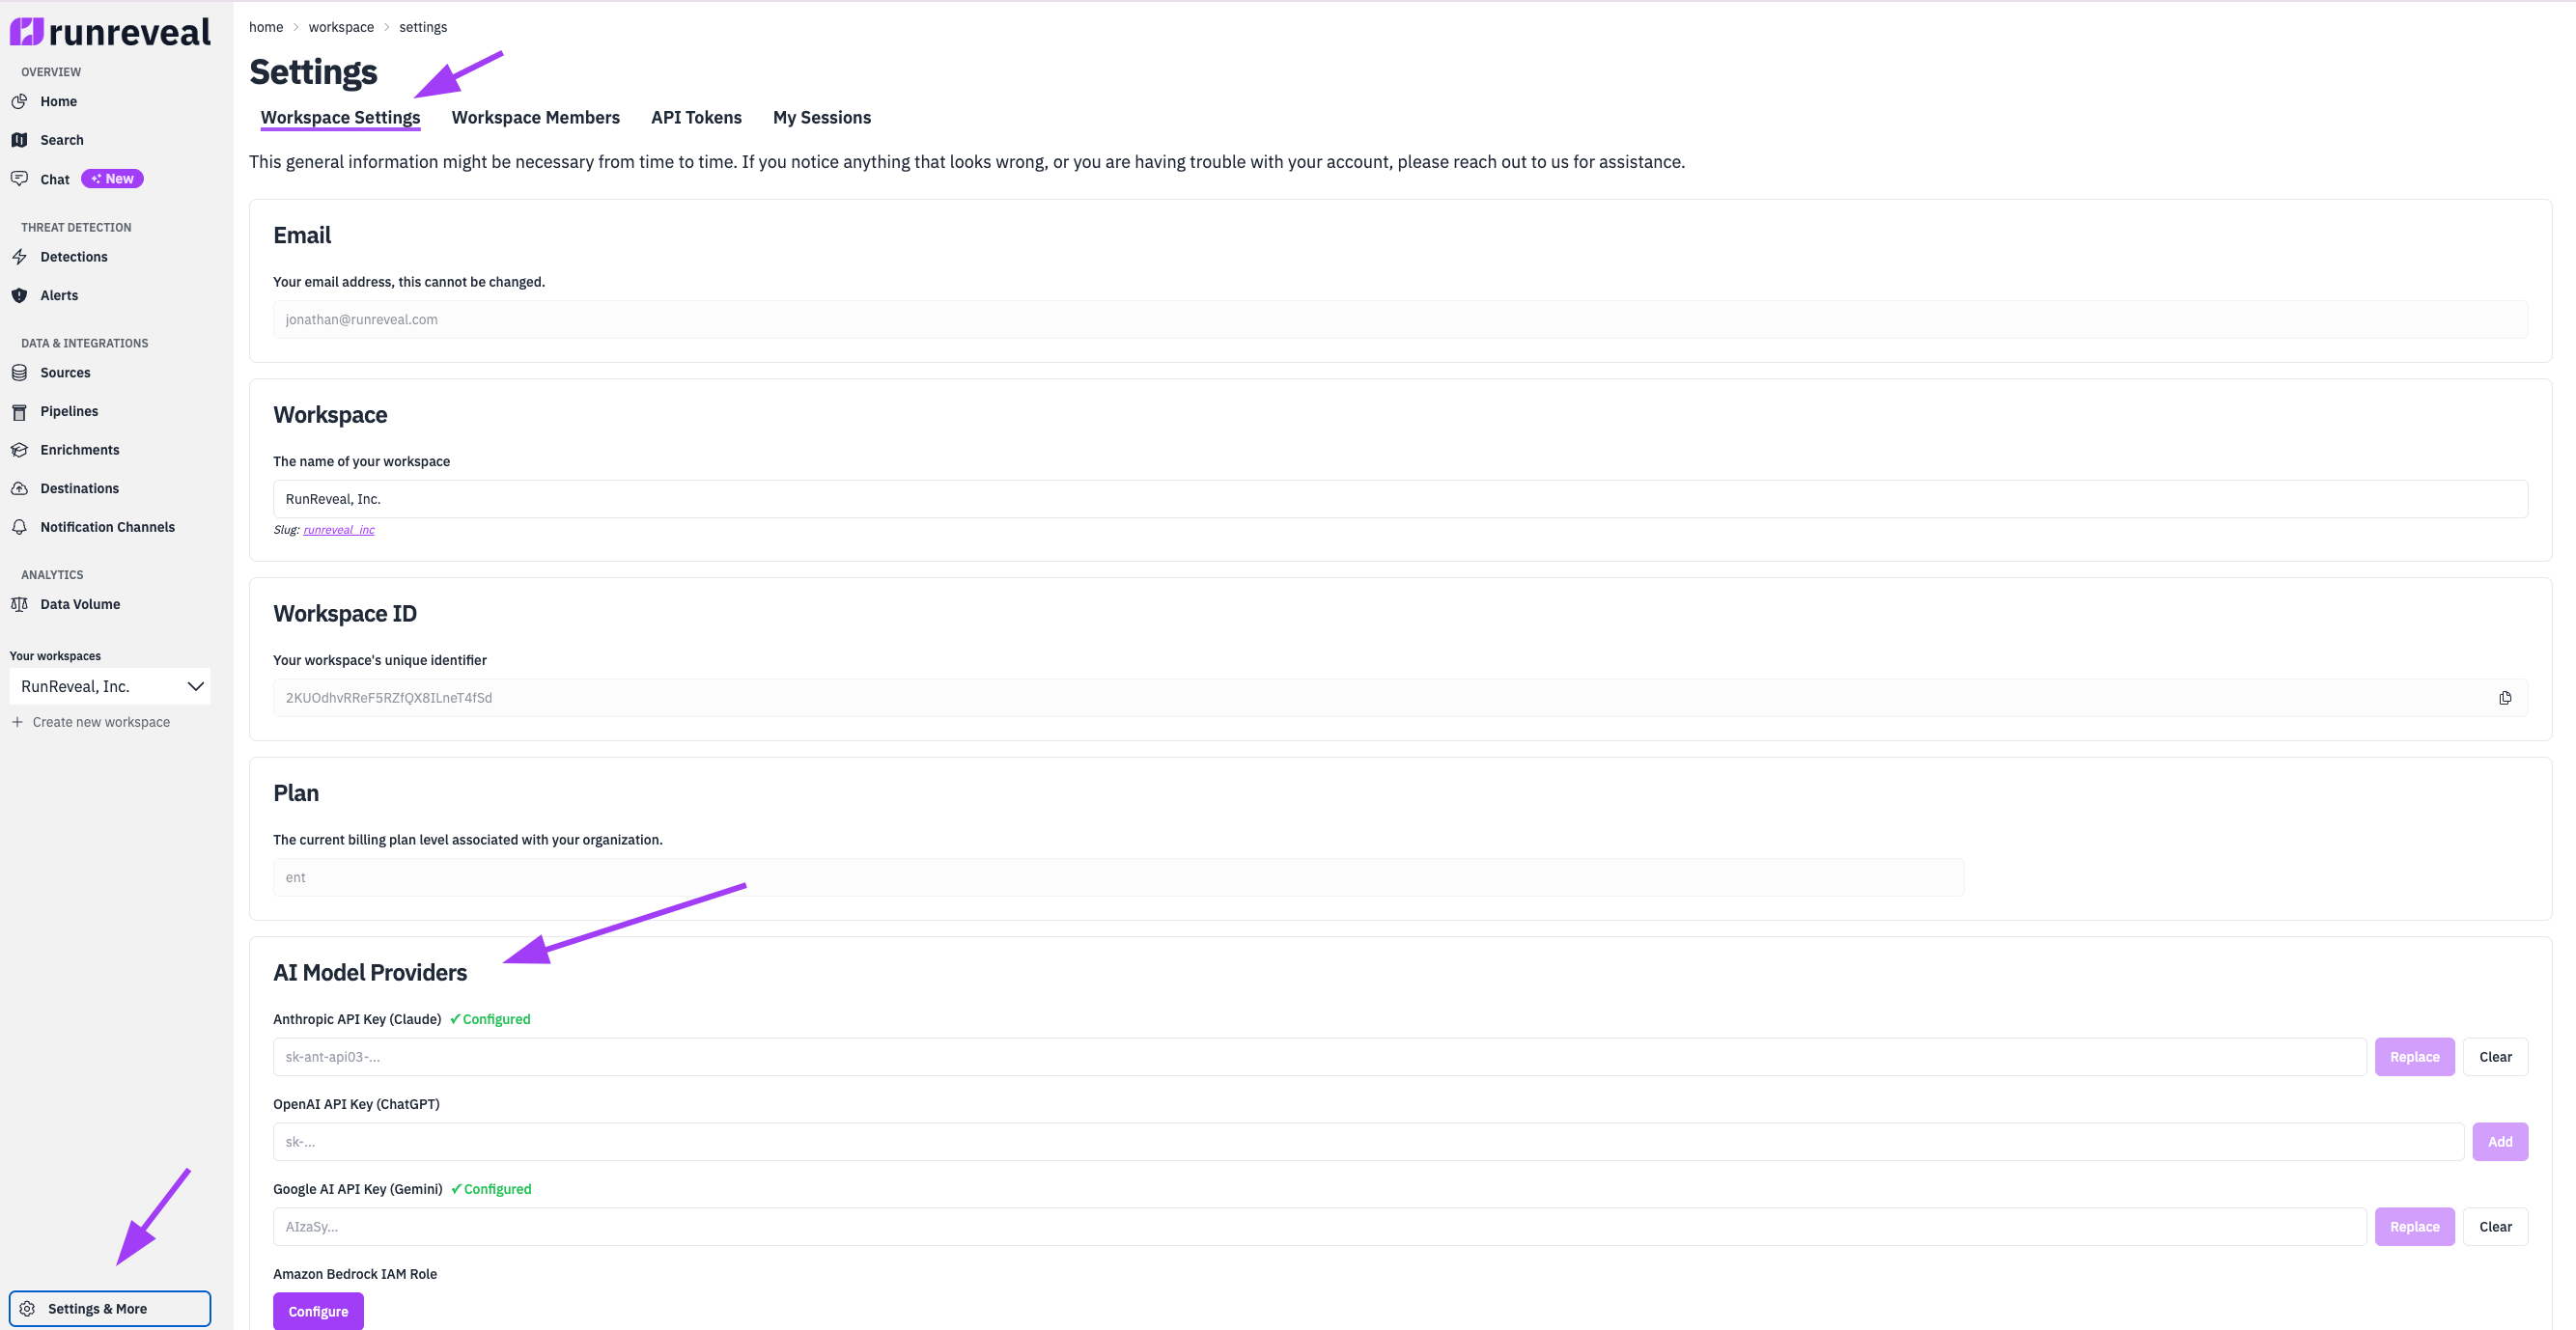 runreveal
OVERVIEW
Home
Search
Chat New
THREAT DETECTION
Detections
Alerts
DATA & INTEGRATIONS
Sources
Pipelines
Enrichments
Destinations
Notification Channels
ANALYTICS
Data Volume
Your workspaces
RunReveal, Inc.
+ Create new workspace
Settings & More
home > workspace > settings
Settings
Workspace Settings Workspace Members API Tokens My Sessions
This general information might be necessary from time to time. If you notice anything that looks wrong, or you are having trouble with your account, please reach out to us for assistance.
Email
Your email address, this cannot be changed.
jonathan@runreveal.com
Workspace
The name of your workspace
RunReveal, Inc.
Slug: runreveal_inc
Workspace ID
Your workspace's unique identifier
2KUOdhvRReF5RZfQX8ILneT4fSd
Plan
The current billing plan level associated with your organization.
ent
AI Model Providers
Anthropic API Key (Claude) ✓Configured
sk-ant-api03-... Replace Clear
OpenAI API Key (ChatGPT)
sk-... Add
Google AI API Key (Gemini) ✓Configured
AIzaSy... Replace Clear
Amazon Bedrock IAM Role
Configure